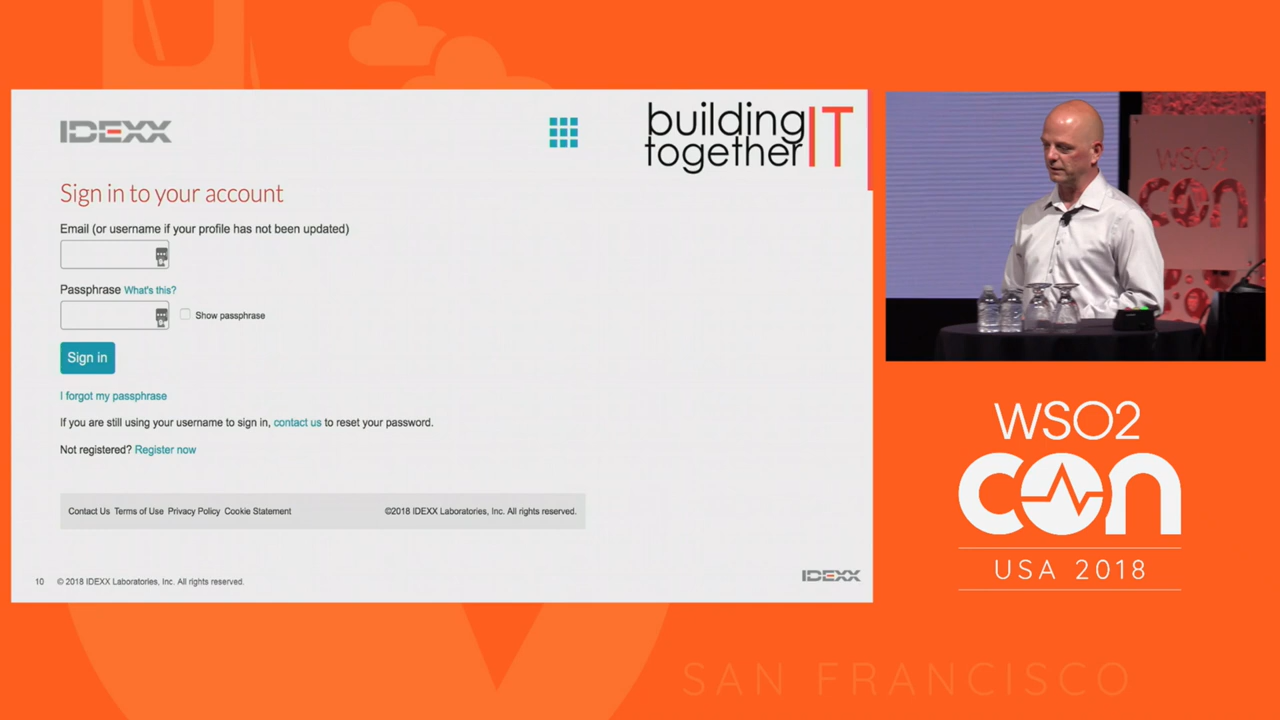 IDEXX
building
together IT
Sign in to your account
Email (or username if your profile has not been updated)
Passphrase What's this?
Show passphrase
Sign in
I forgot my passphrase
If you are still using your username to sign in, contact us to reset your password.
Not registered? Register now
Contact Us Terms of Use Privacy Policy Cookie Statement ©2018 IDEXX Laboratories, Inc. All rights reserved.
10 © 2018 IDEXX Laboratories, Inc. All rights reserved.
IDEXX
WSO2
con
WSO2
con
USA 2018
SAN FRANCISCO